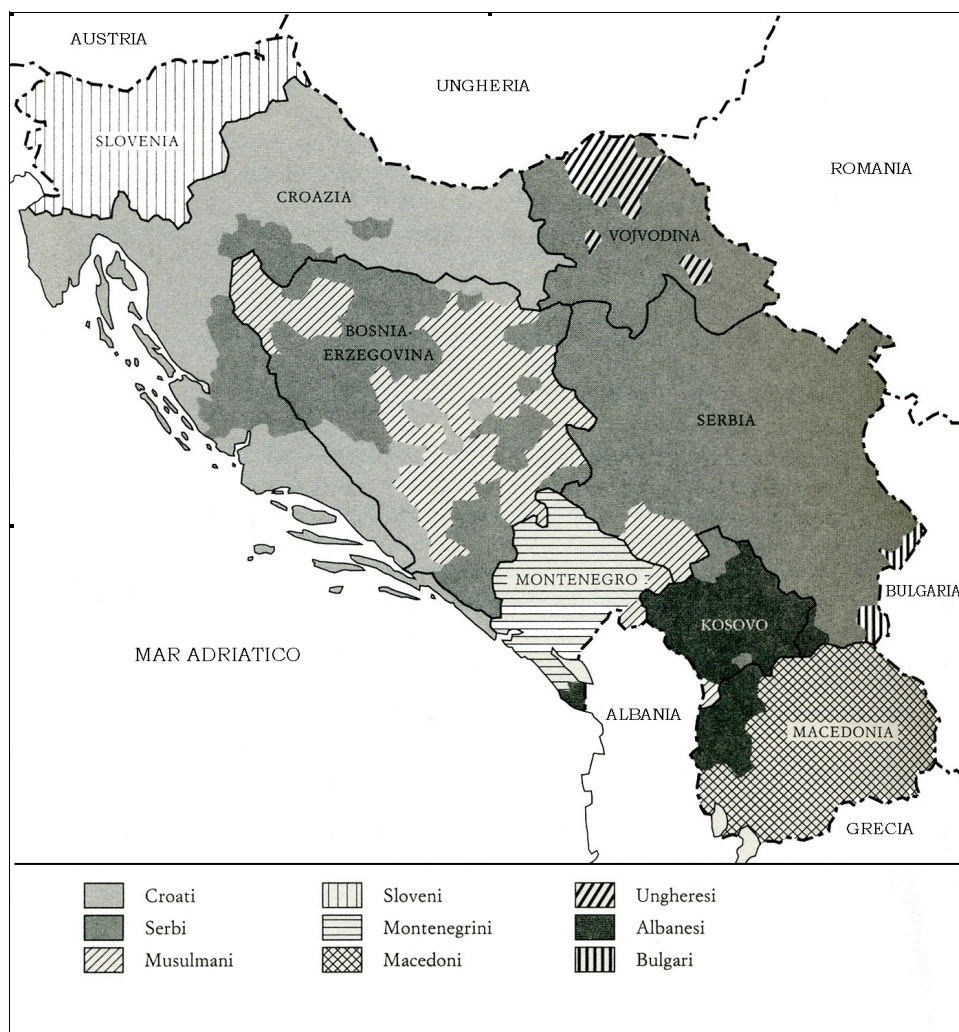 AUSTRIA
UNGHERIA
SLOVENIA
ROMANIA
CROAZIA
VOJVODINA
BOSNIA-
ERZEGOVINA
SERBIA
MONTENEGRO
BULGARIA
KOSOVO
MAR ADRIATICO
ALBANIA
MACEDONIA
GRECIA
Croati
Sloveni
Ungheresi
Serbi
Montenegrini
Albanesi
Musulmani
Macedoni
Bulgari